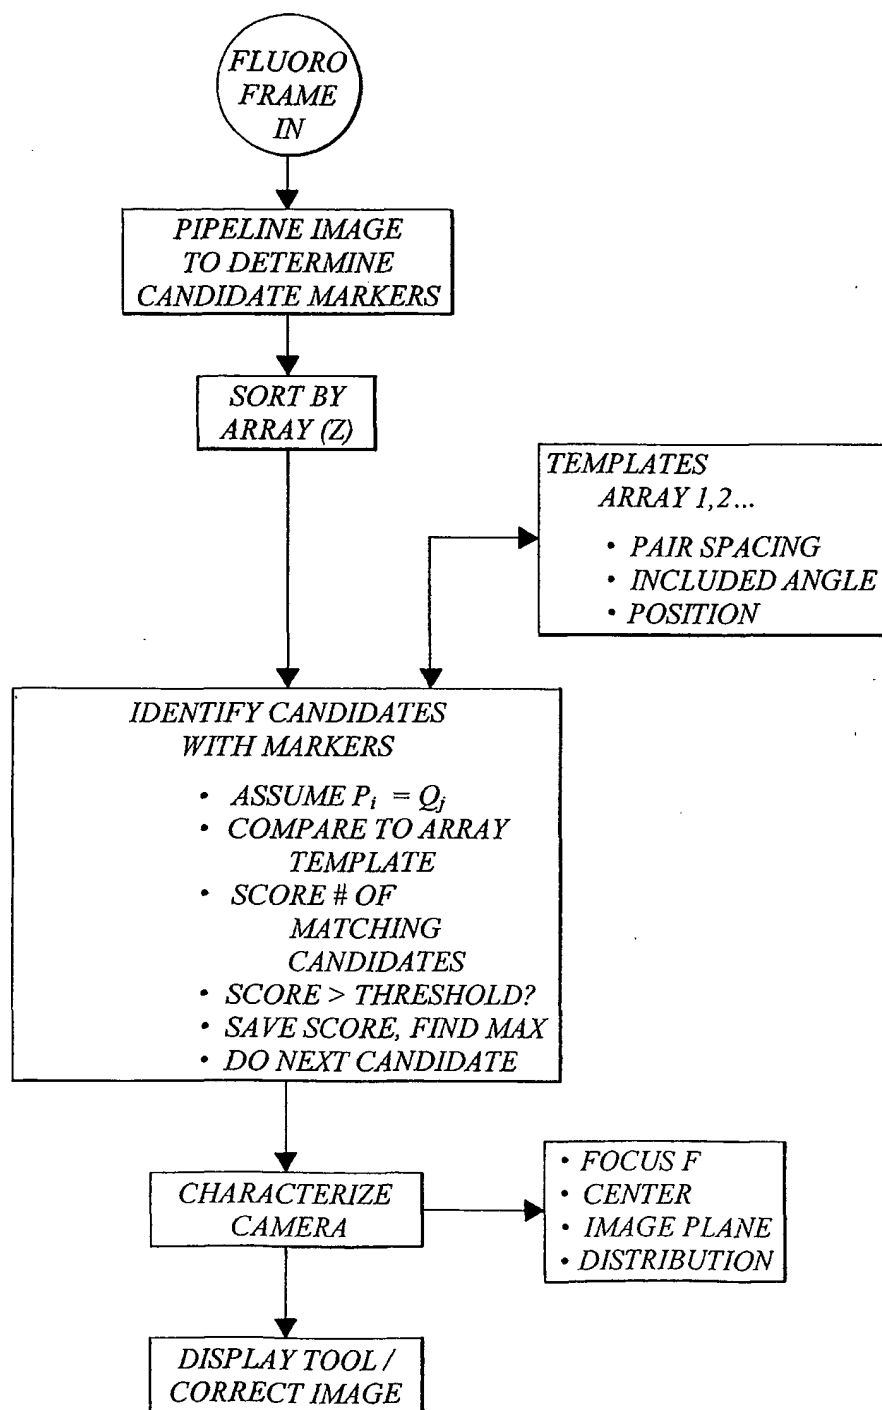 FLUORO
FRAME
IN
PIPELINE IMAGE
TO DETERMINE
CANDIDATE MARKERS
SORT BY
ARRAY (Z)
TEMPLATES
ARRAY 1,2...
• PAIR SPACING
• INCLUDED ANGLE
• POSITION
IDENTIFY CANDIDATES
WITH MARKERS
• ASSUME Pi = Qj
• COMPARE TO ARRAY
TEMPLATE
• SCORE # OF
MATCHING
CANDIDATES
• SCORE > THRESHOLD?
• SAVE SCORE, FIND MAX
• DO NEXT CANDIDATE
CHARACTERIZE
CAMERA
• FOCUS F
• CENTER
• IMAGE PLANE
• DISTRIBUTION
DISPLAY TOOL /
CORRECT IMAGE